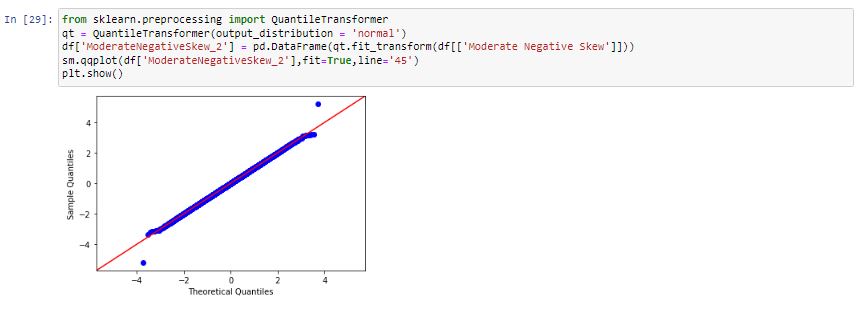 In [29]: from sklearn.preprocessing import QuantileTransformer
qt = QuantileTransformer(output_distribution = 'normal')
df['ModerateNegativeSkew_2'] = pd.DataFrame(qt.fit_transform(df[['Moderate Negative Skew']]))
sm.qqplot(df['ModerateNegativeSkew_2'],fit=True,line='45')
plt.show()
4
2
0
−2
−4
Sample Quantiles
−4 −2 0 2 4
Theoretical Quantiles